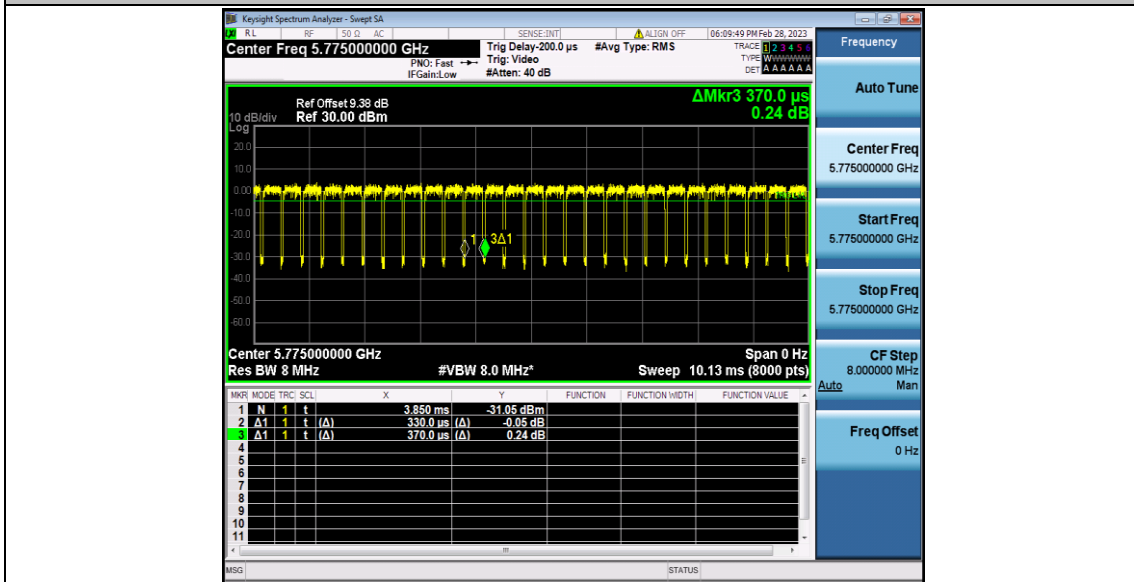 Keysight Spectrum Analyzer - Swept SA
RL RF 50 Ω AC SENSE:INT ALIGN OFF 06:09:49 PM Feb 28, 2023
Center Freq 5.775000000 GHz Trig Delay-200.0 µs #Avg Type: RMS TRACE 1 2 3 4 5 6
PNO: Fast Trig: Video TYPE WWWWWW
IFGain:Low #Atten: 40 dB DET A A A A A A
Frequency
Auto Tune
ΔMkr3 370.0 µs
Ref Offset 9.38 dB
10 dB/div Ref 30.00 dBm 0.24 dB
Log
20.0
10.0
0.00
-10.0
-20.0
-30.0
-40.0
-50.0
-60.0
1 3Δ1
Center 5.775000000 GHz Span 0 Hz
Res BW 8 MHz #VBW 8.0 MHz* Sweep 10.13 ms (8000 pts)
Center Freq
5.775000000 GHz
Start Freq
5.775000000 GHz
Stop Freq
5.775000000 GHz
CF Step
8.000000 MHz
Auto Man
Freq Offset
0 Hz
MKR MODE TRC SCL X Y FUNCTION FUNCTION WIDTH FUNCTION VALUE
1 N 1 t 3.850 ms -31.05 dBm
2 Δ1 1 t (Δ) 330.0 µs (Δ) -0.05 dB
3 Δ1 1 t (Δ) 370.0 µs (Δ) 0.24 dB
4
5
6
7
8
9
10
11
MSG STATUS